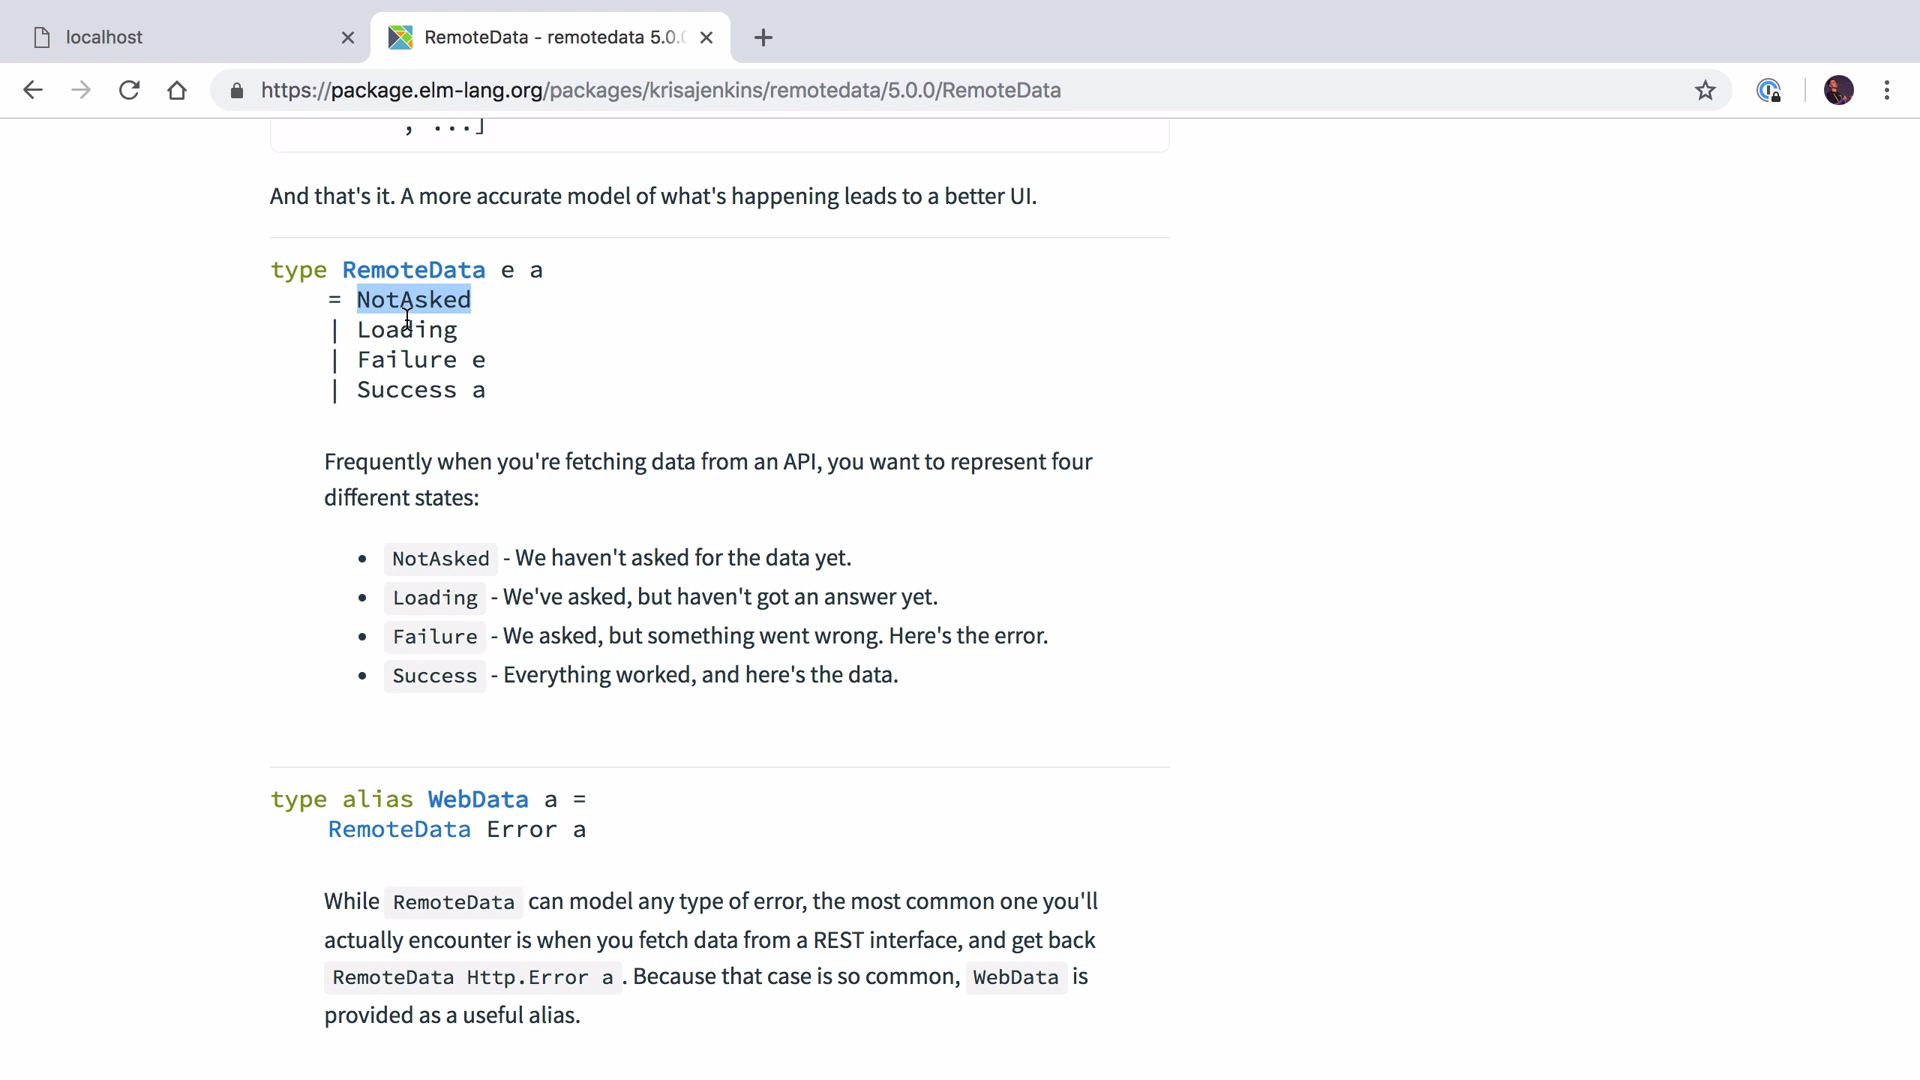 localhost
RemoteData - remotedata 5.0.0
https://package.elm-lang.org/packages/krisajenkins/remotedata/5.0.0/RemoteData
, ...]
And that's it. A more accurate model of what's happening leads to a better UI.
type RemoteData e a
= NotAsked
| Loading
| Failure e
| Success a
Frequently when you're fetching data from an API, you want to represent four
different states:
• NotAsked - We haven't asked for the data yet.
• Loading - We've asked, but haven't got an answer yet.
• Failure - We asked, but something went wrong. Here's the error.
• Success - Everything worked, and here's the data.
type alias WebData a =
RemoteData Error a
While RemoteData can model any type of error, the most common one you'll
actually encounter is when you fetch data from a REST interface, and get back
RemoteData Http.Error a . Because that case is so common, WebData is
provided as a useful alias.